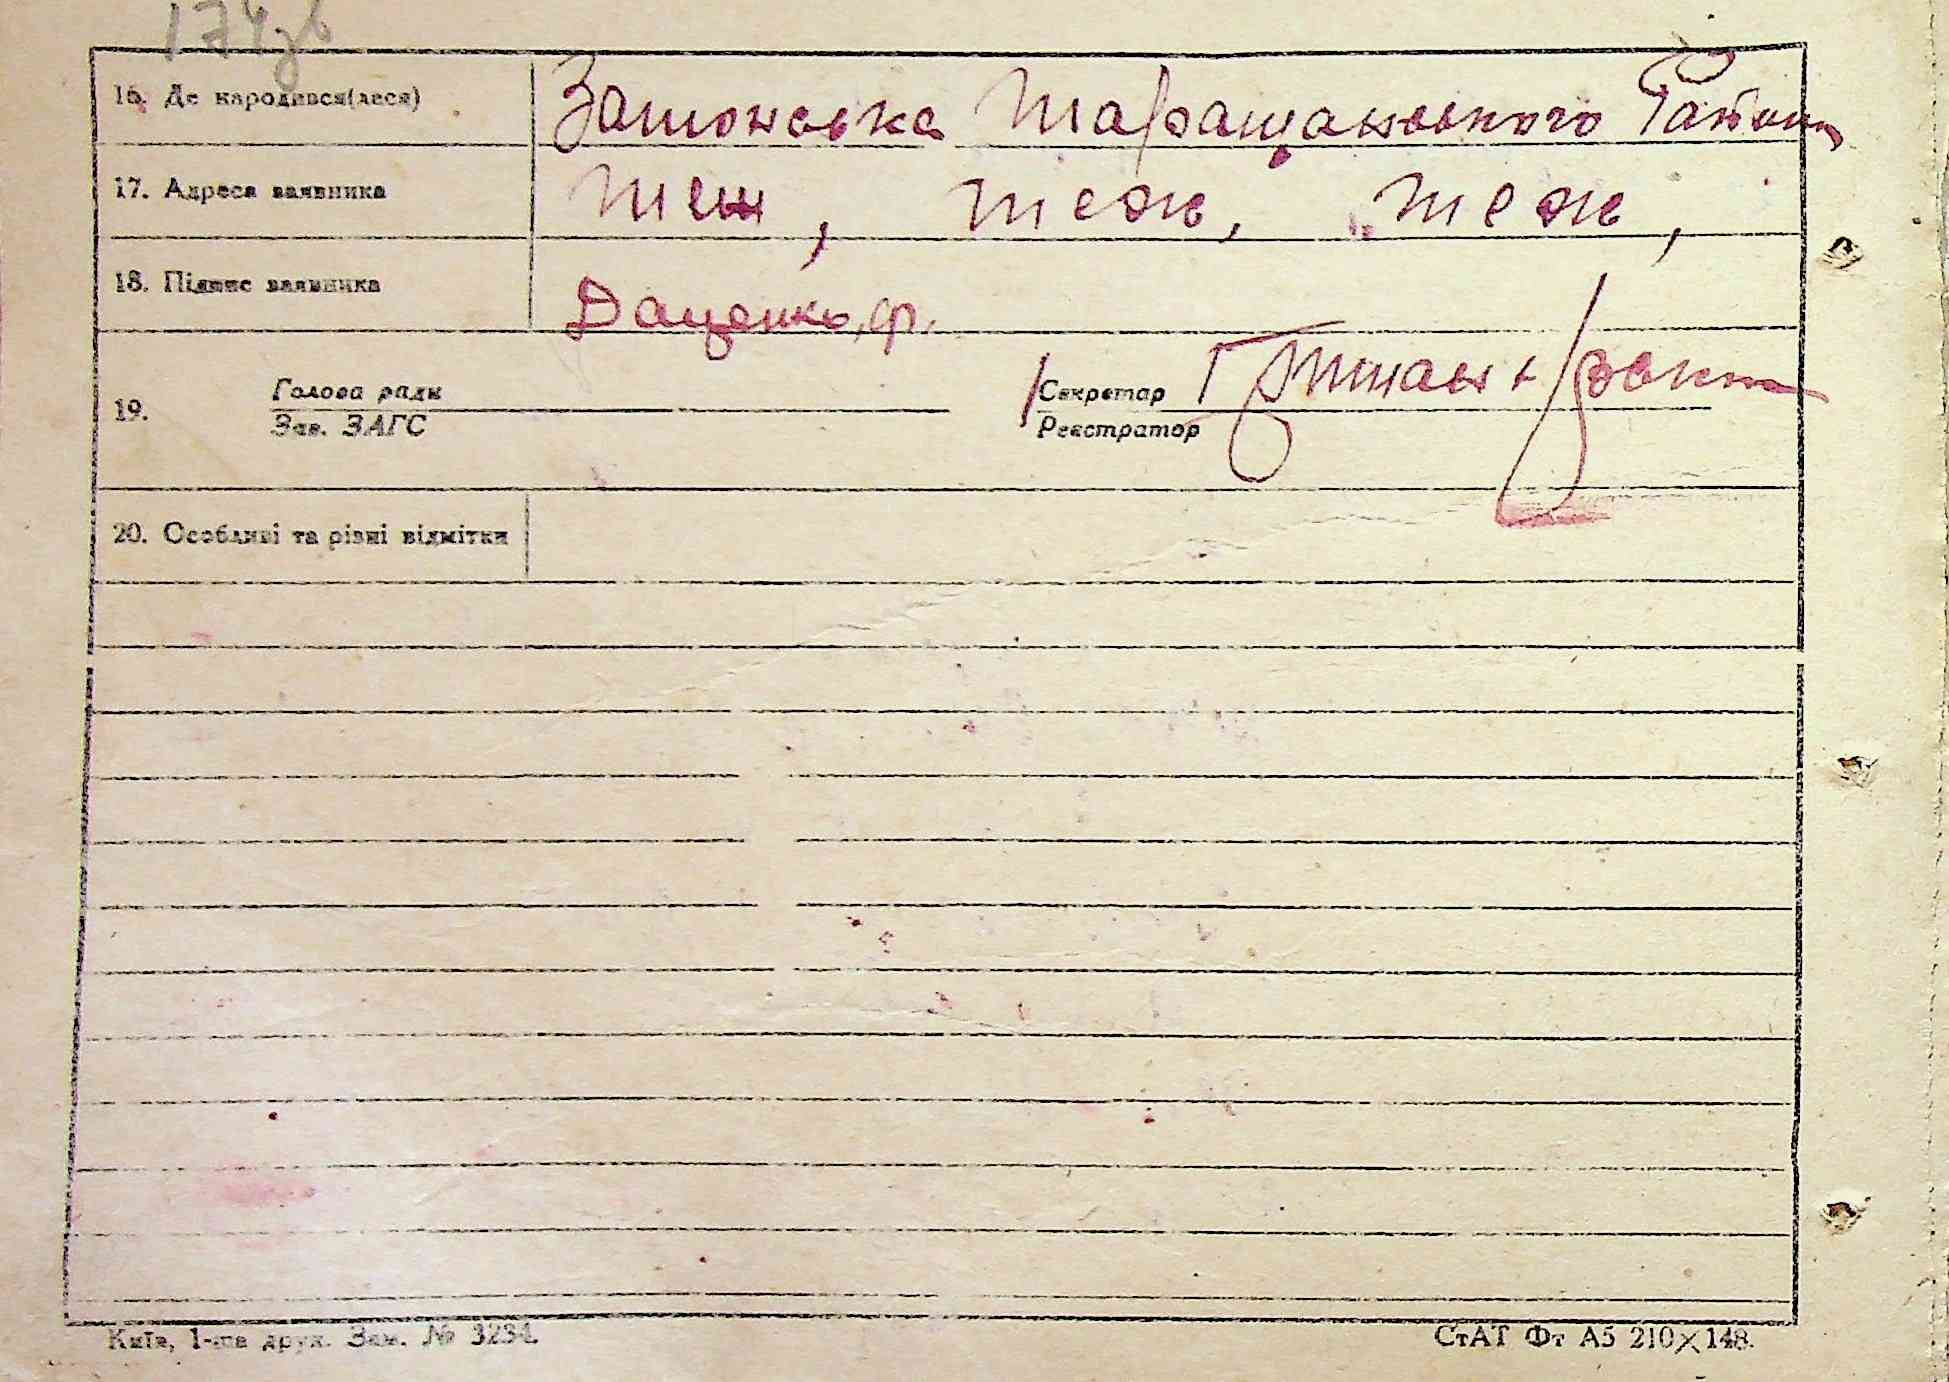 174зв
16. Де народився(лася) Затонське Таращанського Району
17. Адреса заявника теж, теж, теж,
18. Підпис заявника Даценко, ф.
19. Голова ради Секретар
Зав. ЗАГС Реєстратор
20. Особливі та різні відмітки
Київ, 1-ша друк. Зам. № 3234.
СтАТ Фт А5 210×148.